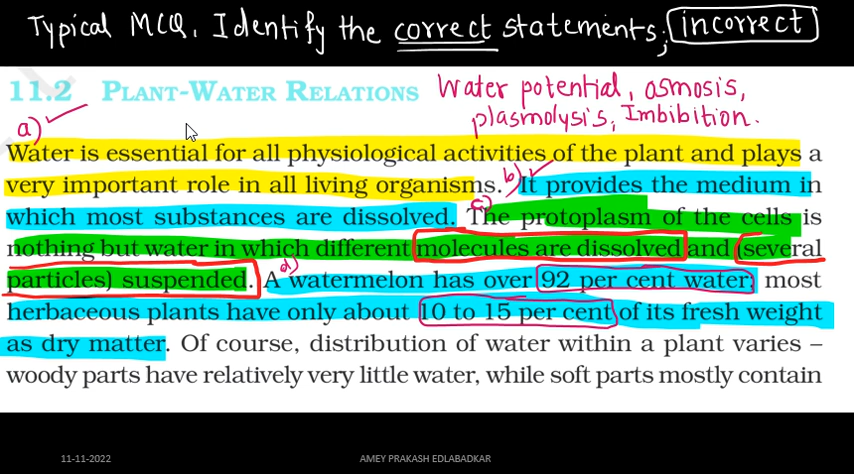 Typical MCQ. Identify the correct statements; incorrect
11.2 PLANT-WATER RELATIONS Water potential, osmosis,
plasmolysis, Imbibition.
a)
Water is essential for all physiological activities of the plant and plays a
very important role in all living organisms. b) It provides the medium in
which most substances are dissolved. c) The protoplasm of the cells is
nothing but water in which different molecules are dissolved and (several
particles) suspended. d) A watermelon has over 92 per cent water; most
herbaceous plants have only about 10 to 15 per cent of its fresh weight
as dry matter. Of course, distribution of water within a plant varies –
woody parts have relatively very little water, while soft parts mostly contain
11-11-2022 AMEY PRAKASH EDLABADKAR